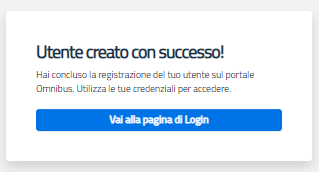 Utente creato con successo!
Hai concluso la registrazione del tuo utente sul portale
Omnibus. Utilizza le tue credenziali per accedere.
Vai alla pagina di Login